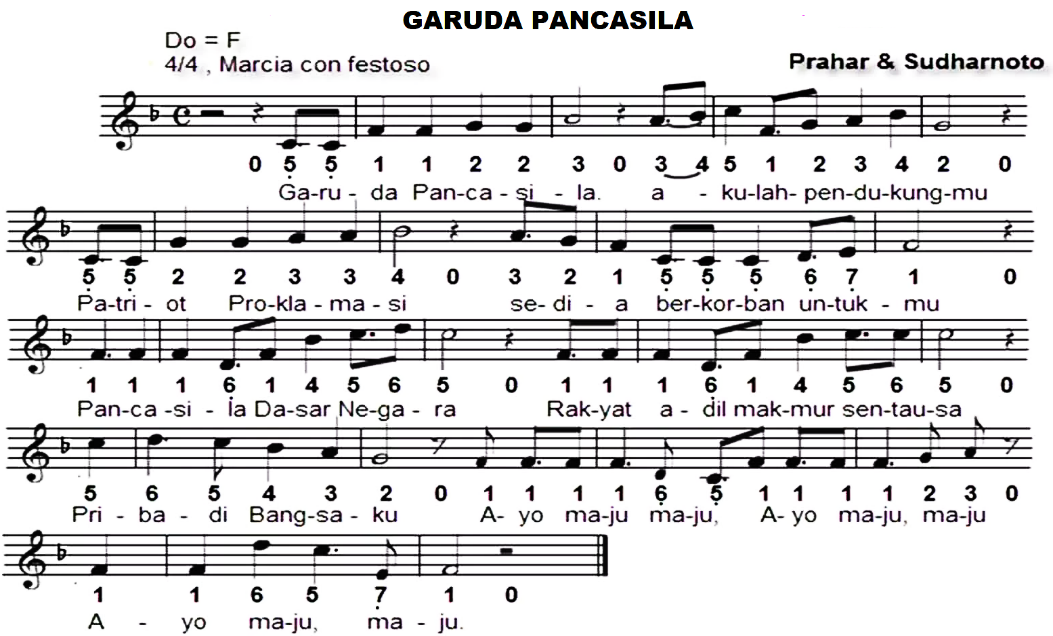 GARUDA PANCASILA
Do = F
4/4 , Marcia con festoso
Prahar & Sudharnoto
0 5 5 1 1 2 2 3 0 3 4 5 1 2 3 4 2 0
Ga-ru - da Pan-ca - si - la. a - ku-lah- pen-du-kung-mu
5 5 2 2 3 3 4 0 3 2 1 5 5 5 6 7 1 0
Pa-tri - ot Pro-kla-ma-si se-di - a ber-kor-ban un-tuk - mu
1 1 1 6 1 4 5 6 5 0 1 1 1 6 1 4 5 6 5 0
Pan-ca -si - la Da-sar Ne-ga - ra Rak-yat a - dil mak-mur sen-tau-sa
5 6 5 4 3 2 0 1 1 1 1 6 5 1 1 1 1 2 3 0
Pri - ba - di Bang-sa - ku A- yo ma-ju ma-ju, A-yo ma-ju, ma-ju
1 1 6 5 7 1 0
A - yo ma-ju, ma - ju.